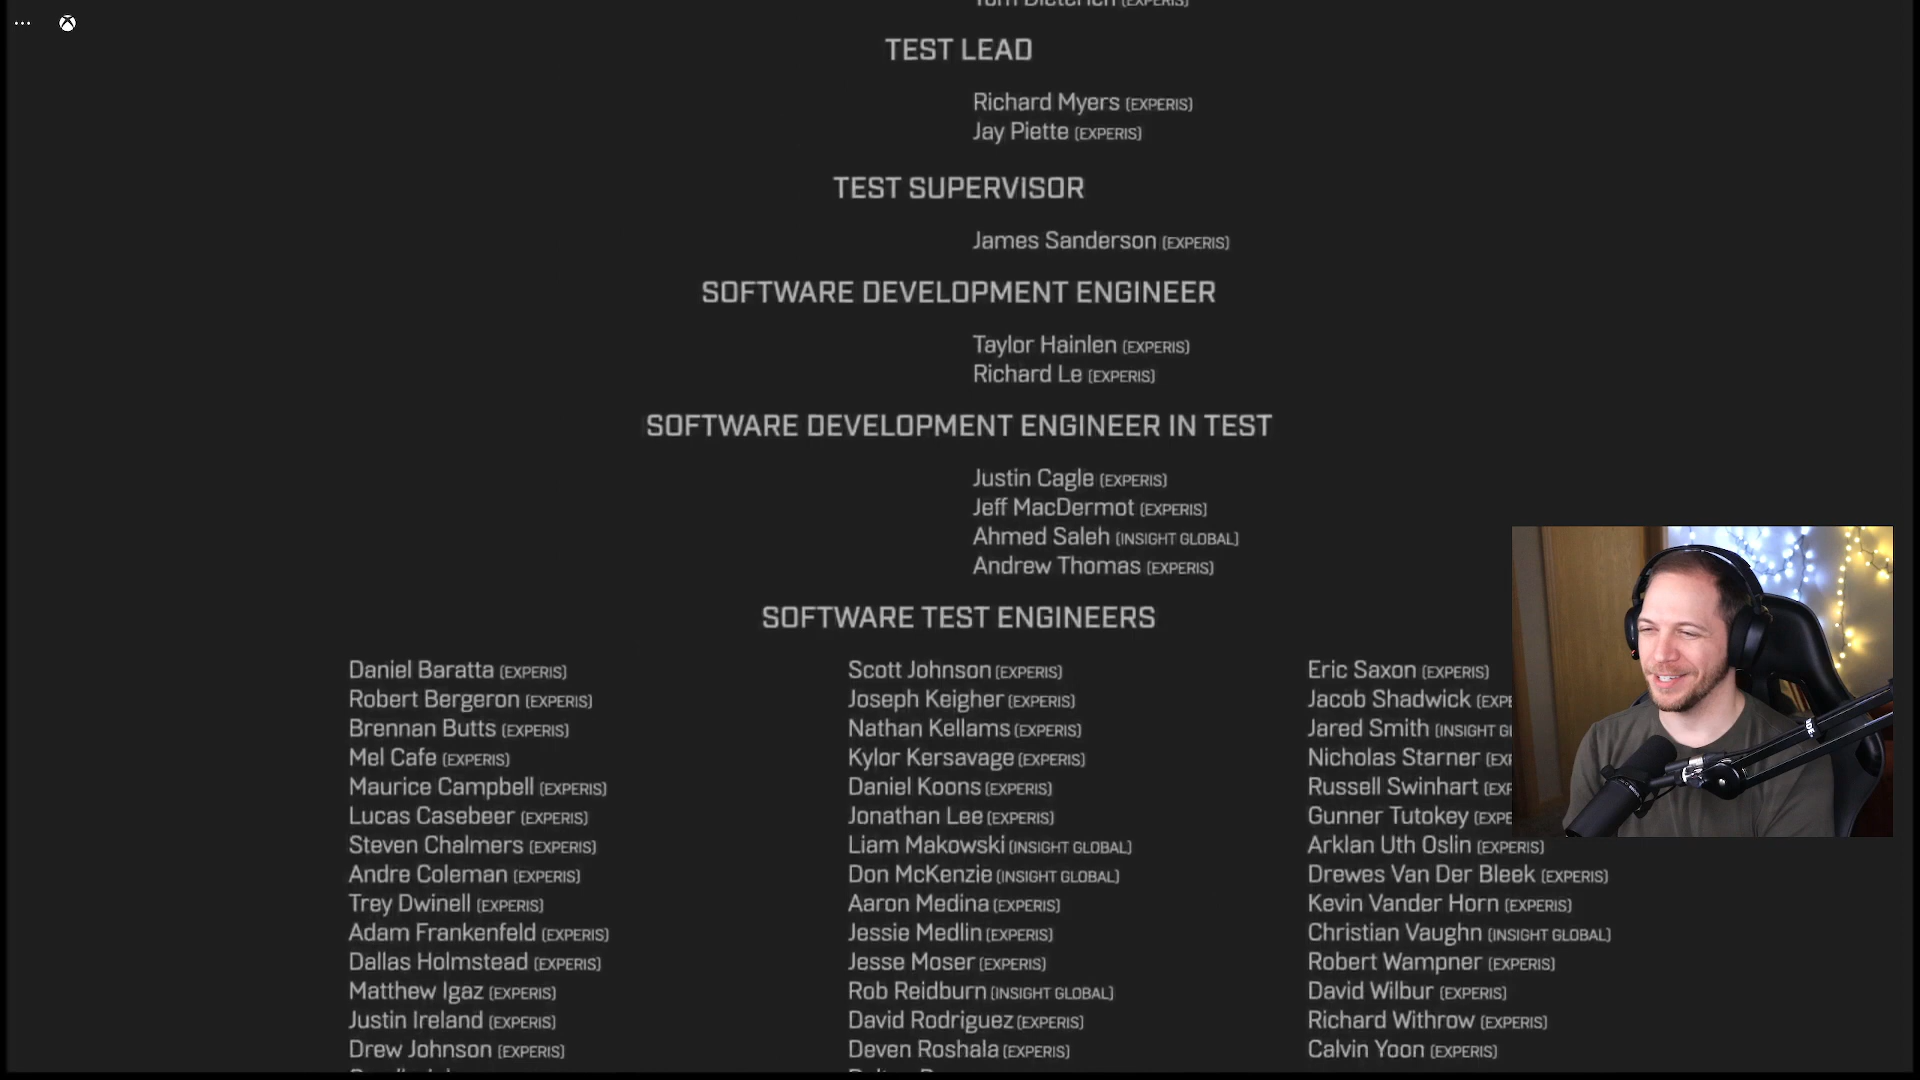 TEST LEAD
Richard Myers (EXPERIS)
Jay Piette (EXPERIS)
TEST SUPERVISOR
James Sanderson (EXPERIS)
SOFTWARE DEVELOPMENT ENGINEER
Taylor Hainlen (EXPERIS)
Richard Le (EXPERIS)
SOFTWARE DEVELOPMENT ENGINEER IN TEST
Justin Cagle (EXPERIS)
Jeff MacDermot (EXPERIS)
Ahmed Saleh (INSIGHT GLOBAL)
Andrew Thomas (EXPERIS)
SOFTWARE TEST ENGINEERS
Daniel Baratta (EXPERIS)
Robert Bergeron (EXPERIS)
Brennan Butts (EXPERIS)
Mel Cafe (EXPERIS)
Maurice Campbell (EXPERIS)
Lucas Casebeer (EXPERIS)
Steven Chalmers (EXPERIS)
Andre Coleman (EXPERIS)
Trey Dwinell (EXPERIS)
Adam Frankenfeld (EXPERIS)
Dallas Holmstead (EXPERIS)
Matthew Igaz (EXPERIS)
Justin Ireland (EXPERIS)
Drew Johnson (EXPERIS)
Scott Johnson (EXPERIS)
Joseph Keigher (EXPERIS)
Nathan Kellams (EXPERIS)
Kylor Kersavage (EXPERIS)
Daniel Koons (EXPERIS)
Jonathan Lee (EXPERIS)
Liam Makowski (INSIGHT GLOBAL)
Don McKenzie (INSIGHT GLOBAL)
Aaron Medina (EXPERIS)
Jessie Medlin (EXPERIS)
Jesse Moser (EXPERIS)
Rob Reidburn (INSIGHT GLOBAL)
David Rodriguez (EXPERIS)
Deven Roshala (EXPERIS)
Eric Saxon (EXPERIS)
Jacob Shadwick
Jared Smith (INSIGHT
Nicholas Starner
Russell Swinhart
Gunner Tutokey
Arklan Uth Oslin (EXPERIS)
Drewes Van Der Bleek (EXPERIS)
Kevin Vander Horn (EXPERIS)
Christian Vaughn (INSIGHT GLOBAL)
Robert Wampner (EXPERIS)
David Wilbur (EXPERIS)
Richard Withrow (EXPERIS)
Calvin Yoon (EXPERIS)